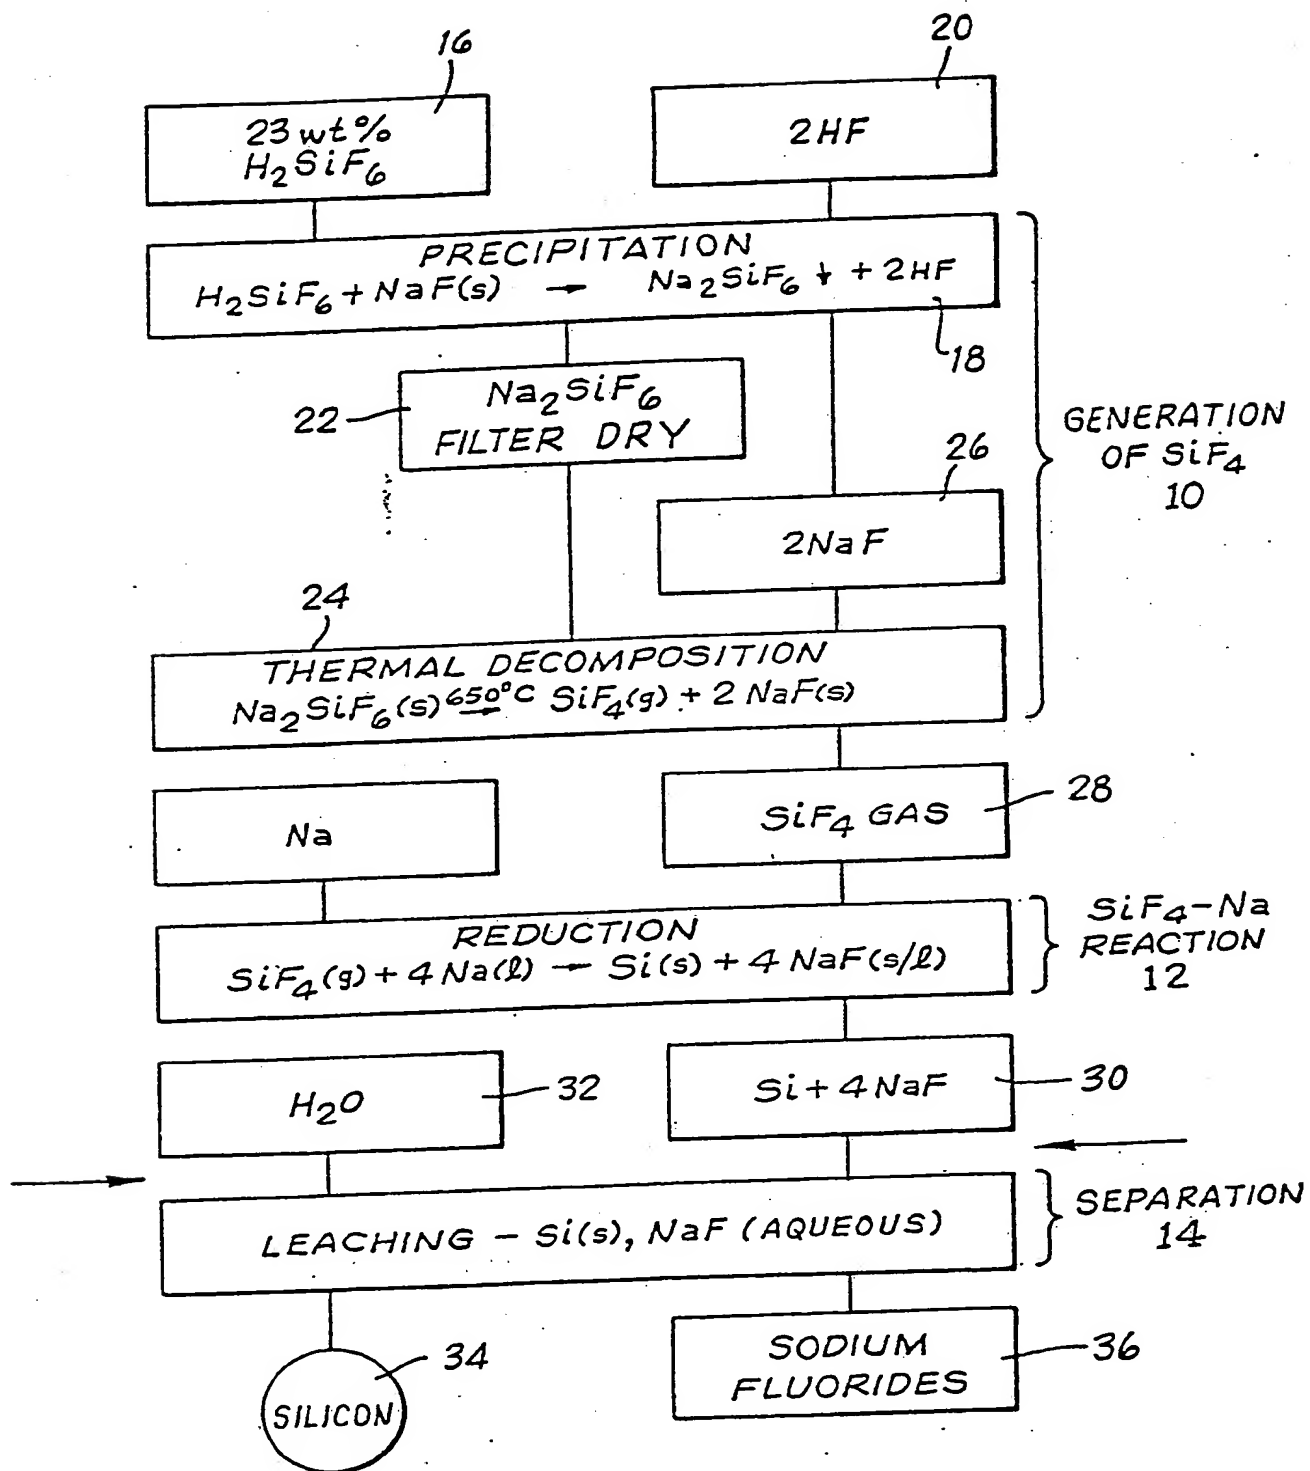 16
20
23 wt%
H₂SiF₆
2HF
PRECIPITATION
H₂SiF₆ + NaF(s) → Na₂SiF₆ ↓ + 2HF
18
22
Na₂SiF₆
FILTER DRY
GENERATION
OF SiF₄
10
26
2NaF
24
THERMAL DECOMPOSITION
Na₂SiF₆(s) 650°C → SiF₄(g) + 2 NaF(s)
Na
SiF₄ GAS
28
REDUCTION
SiF₄(g) + 4 Na(l) → Si(s) + 4 NaF(s/l)
SiF₄-Na
REACTION
12
H₂O
32
Si + 4 NaF
30
LEACHING - Si(s), NaF (AQUEOUS)
SEPARATION
14
SILICON
34
SODIUM
FLUORIDES
36